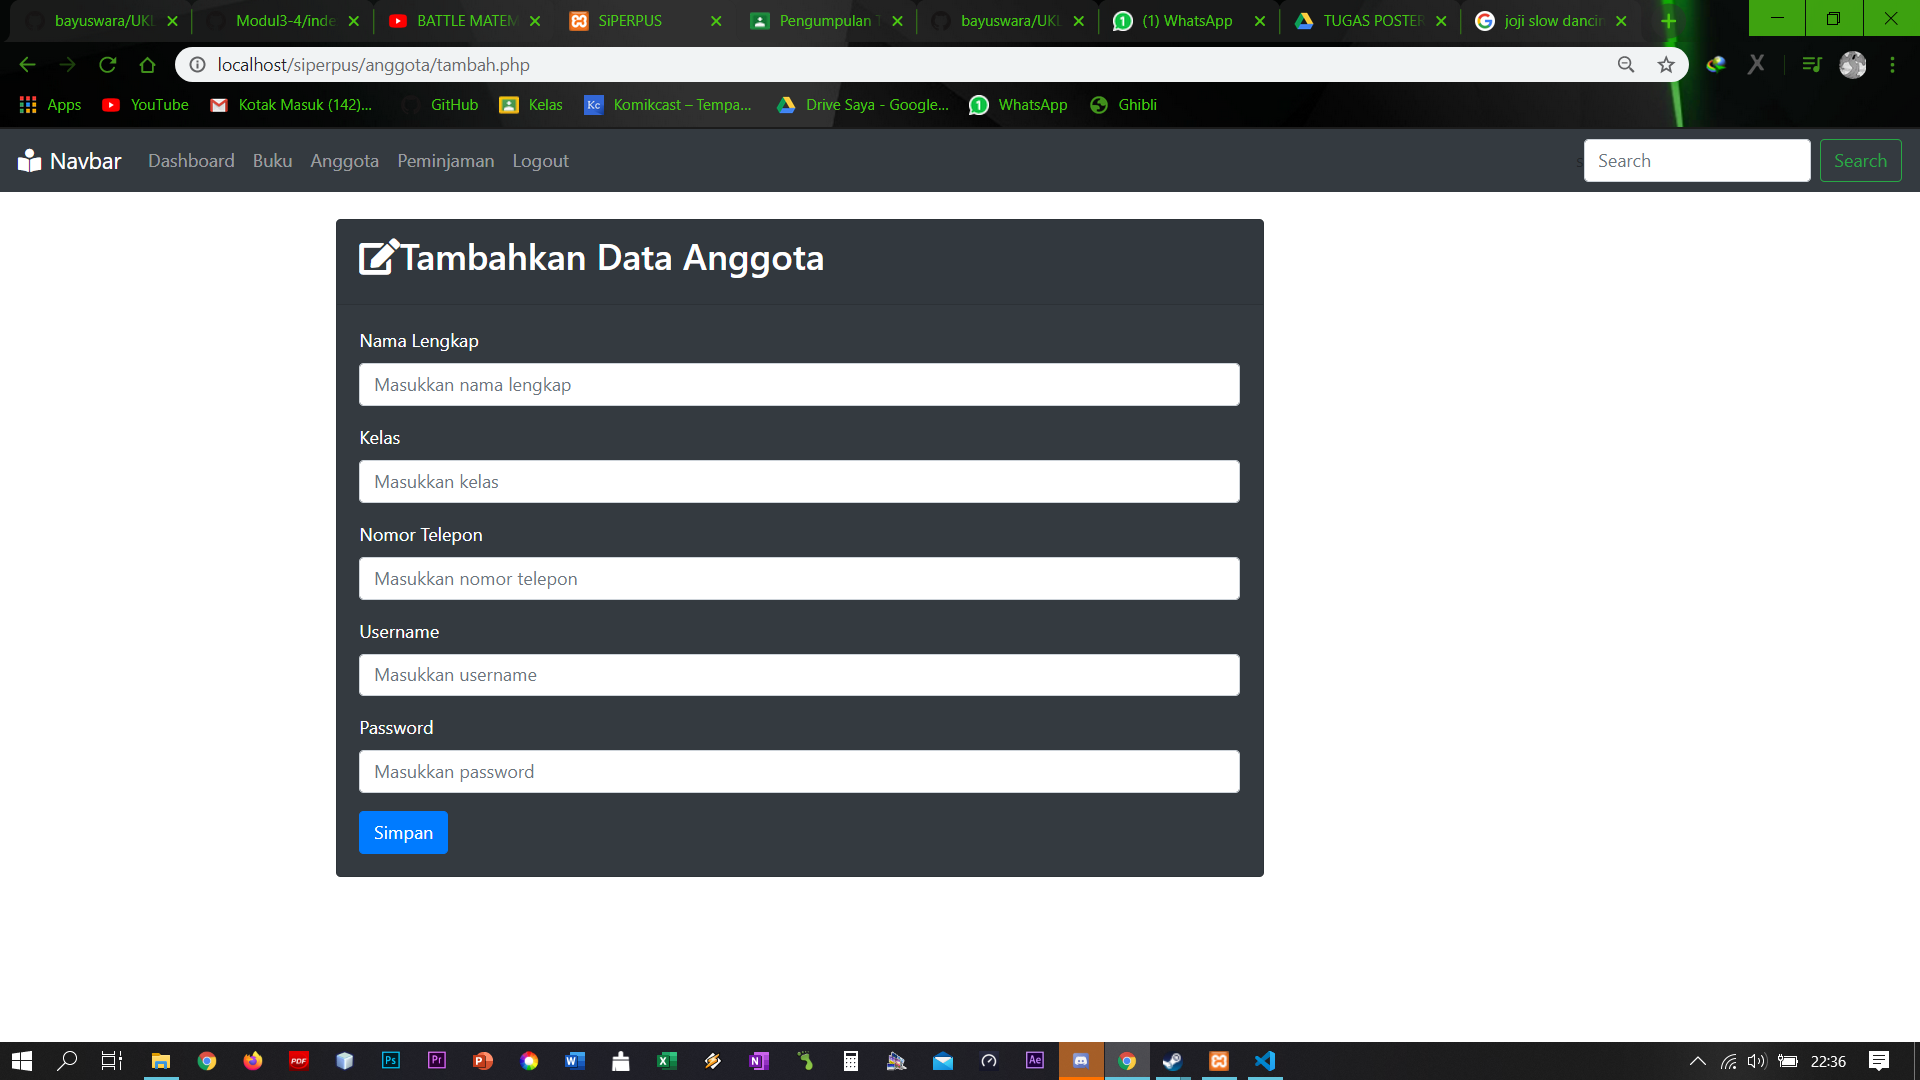 bayuswara/UKL
Modul3-4/inde
BATTLE MATEM
SiPERPUS
Pengumpulan T
bayuswara/UKL
(1) WhatsApp
TUGAS POSTER
joji slow dancin
localhost/siperpus/anggota/tambah.php
Apps
YouTube
Kotak Masuk (142)...
GitHub
Kelas
Kc
Komikcast – Tempa...
Drive Saya - Google...
WhatsApp
Ghibli
Navbar
Dashboard
Buku
Anggota
Peminjaman
Logout
s
Search
Search
Tambahkan Data Anggota
Nama Lengkap
Masukkan nama lengkap
Kelas
Masukkan kelas
Nomor Telepon
Masukkan nomor telepon
Username
Masukkan username
Password
Masukkan password
Simpan
22:36